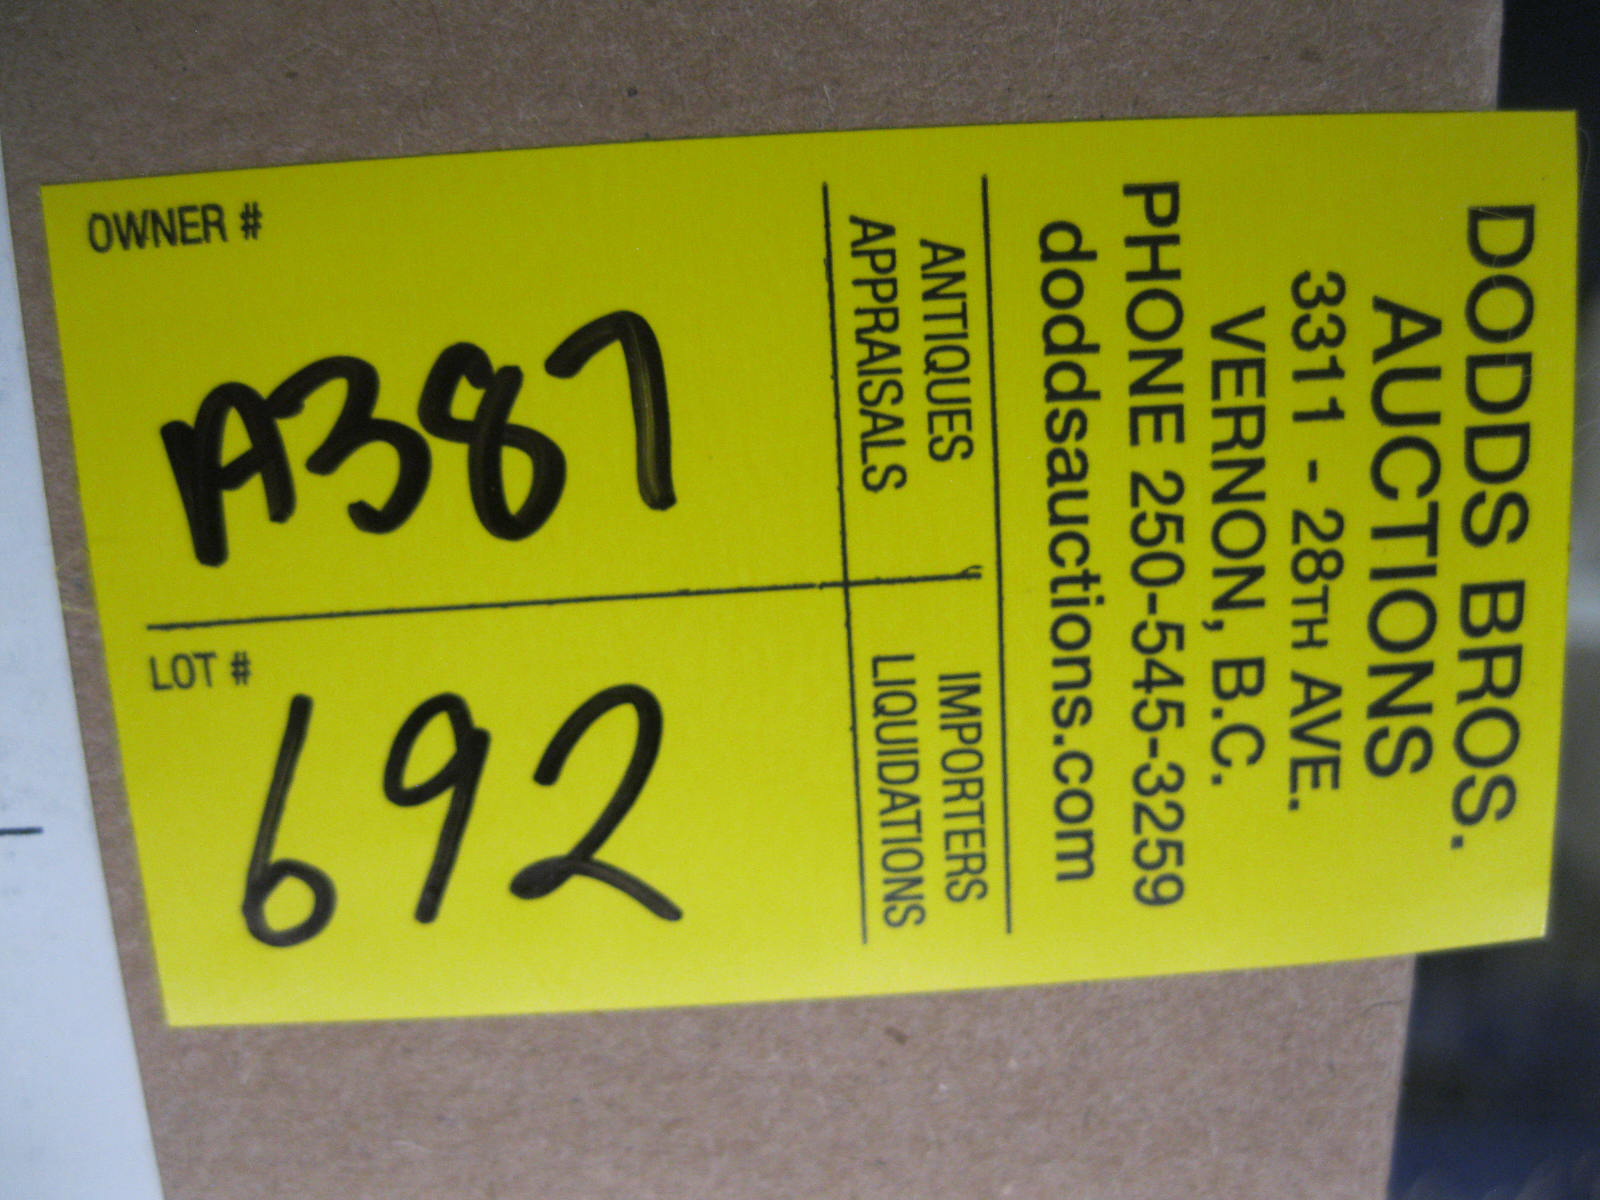 DODDS BROS.
AUCTIONS
3311 - 28TH AVE.
VERNON, B.C.
PHONE 250-545-3259
doddsauctions.com
ANTIQUES
APPRAISALS
IMPORTERS
LIQUIDATIONS
OWNER #
A387
LOT #
692